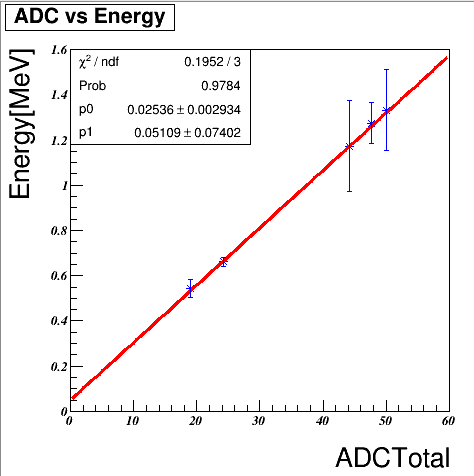 ADC vs Energy
χ² / ndf 0.1952 / 3
Prob 0.9784
p0 0.02536 ± 0.002934
p1 0.05109 ± 0.07402
Energy[MeV]
1.6
1.4
1.2
1
0.8
0.6
0.4
0.2
0
0 10 20 30 40 50 60
ADCTotal